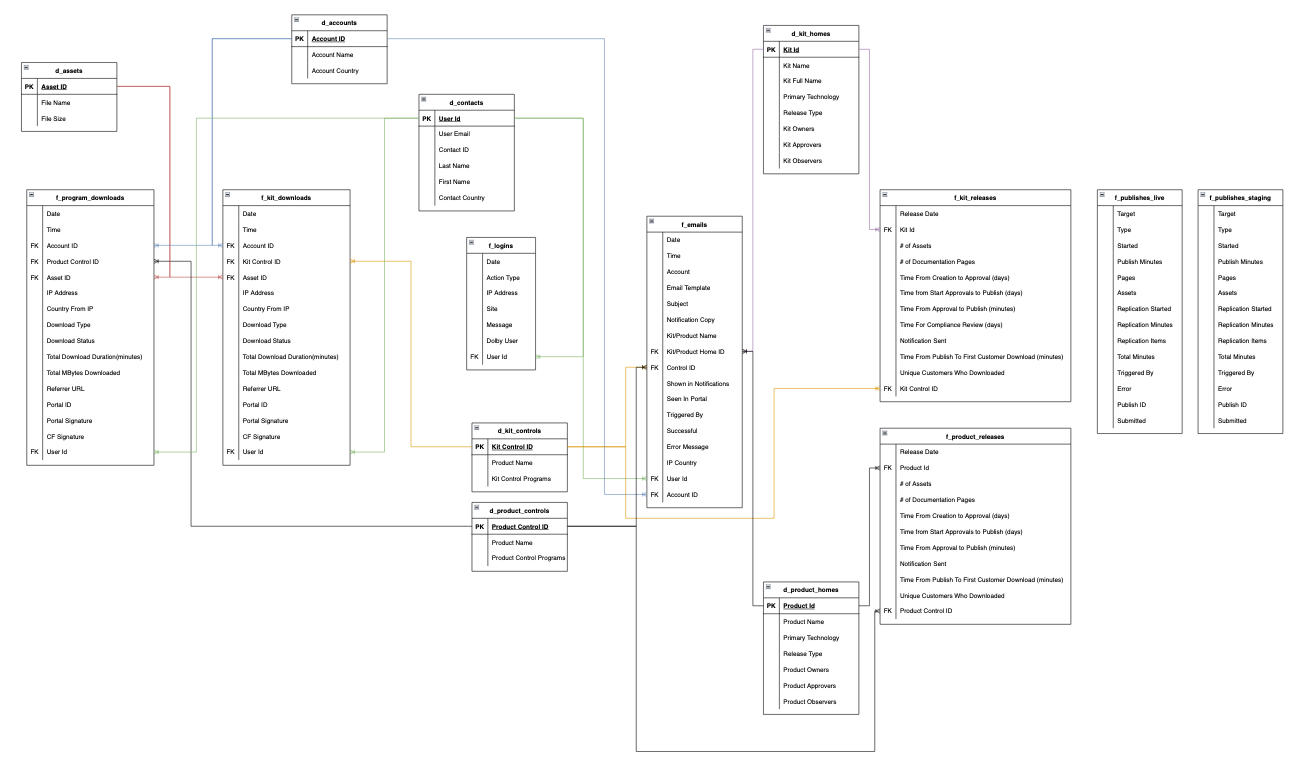 d_accounts
PK Account ID
Account Name
Account Country
d_assets
PK Asset ID
File Name
File Size
d_contacts
PK User Id
User Email
Contact ID
Last Name
First Name
Contact Country
d_kit_homes
PK Kit Id
Kit Name
Kit Full Name
Primary Technology
Release Type
Kit Owners
Kit Approvers
Kit Observers
f_program_downloads
Date
Time
FK Account ID
FK Product Control ID
FK Asset ID
IP Address
Country From IP
Download Type
Download Status
Total Download Duration(minutes)
Total MBytes Downloaded
Referrer URL
Portal ID
Portal Signature
CF Signature
FK User Id
f_kit_downloads
Date
Time
FK Account ID
FK Kit Control ID
FK Asset ID
IP Address
Country From IP
Download Type
Download Status
Total Download Duration(minutes)
Total MBytes Downloaded
Referrer URL
Portal ID
Portal Signature
CF Signature
FK User Id
f_logins
Date
Action Type
IP Address
Site
Message
Dolby User
FK User Id
f_emails
Date
Time
Account
Email Template
Subject
Notification Copy
Kit/Product Name
FK Kit/Product Home ID
FK Control ID
Shown in Notifications
Seen In Portal
Triggered By
Successful
Error Message
IP Country
FK User Id
FK Account ID
f_kit_releases
Release Date
FK Kit Id
# of Assets
# of Documentation Pages
Time From Creation to Approval (days)
Time from Start Approvals to Publish (days)
Time From Approval to Publish (minutes)
Time For Compliance Review (days)
Notification Sent
Time From Publish To First Customer Download (minutes)
Unique Customers Who Downloaded
FK Kit Control ID
f_publishes_live
Target
Type
Started
Publish Minutes
Pages
Assets
Replication Started
Replication Minutes
Replication Items
Total Minutes
Triggered By
Error
Publish ID
Submitted
f_publishes_staging
Target
Type
Started
Publish Minutes
Pages
Assets
Replication Started
Replication Minutes
Replication Items
Total Minutes
Triggered By
Error
Publish ID
Submitted
d_kit_controls
PK Kit Control ID
Product Name
Kit Control Programs
d_product_controls
PK Product Control ID
Product Name
Product Control Programs
f_product_releases
Release Date
FK Product Id
# of Assets
# of Documentation Pages
Time From Creation to Approval (days)
Time from Start Approvals to Publish (days)
Time From Approval to Publish (minutes)
Notification Sent
Time From Publish To First Customer Download (minutes)
Unique Customers Who Downloaded
FK Product Control ID
d_product_homes
PK Product Id
Product Name
Primary Technology
Release Type
Product Owners
Product Approvers
Product Observers